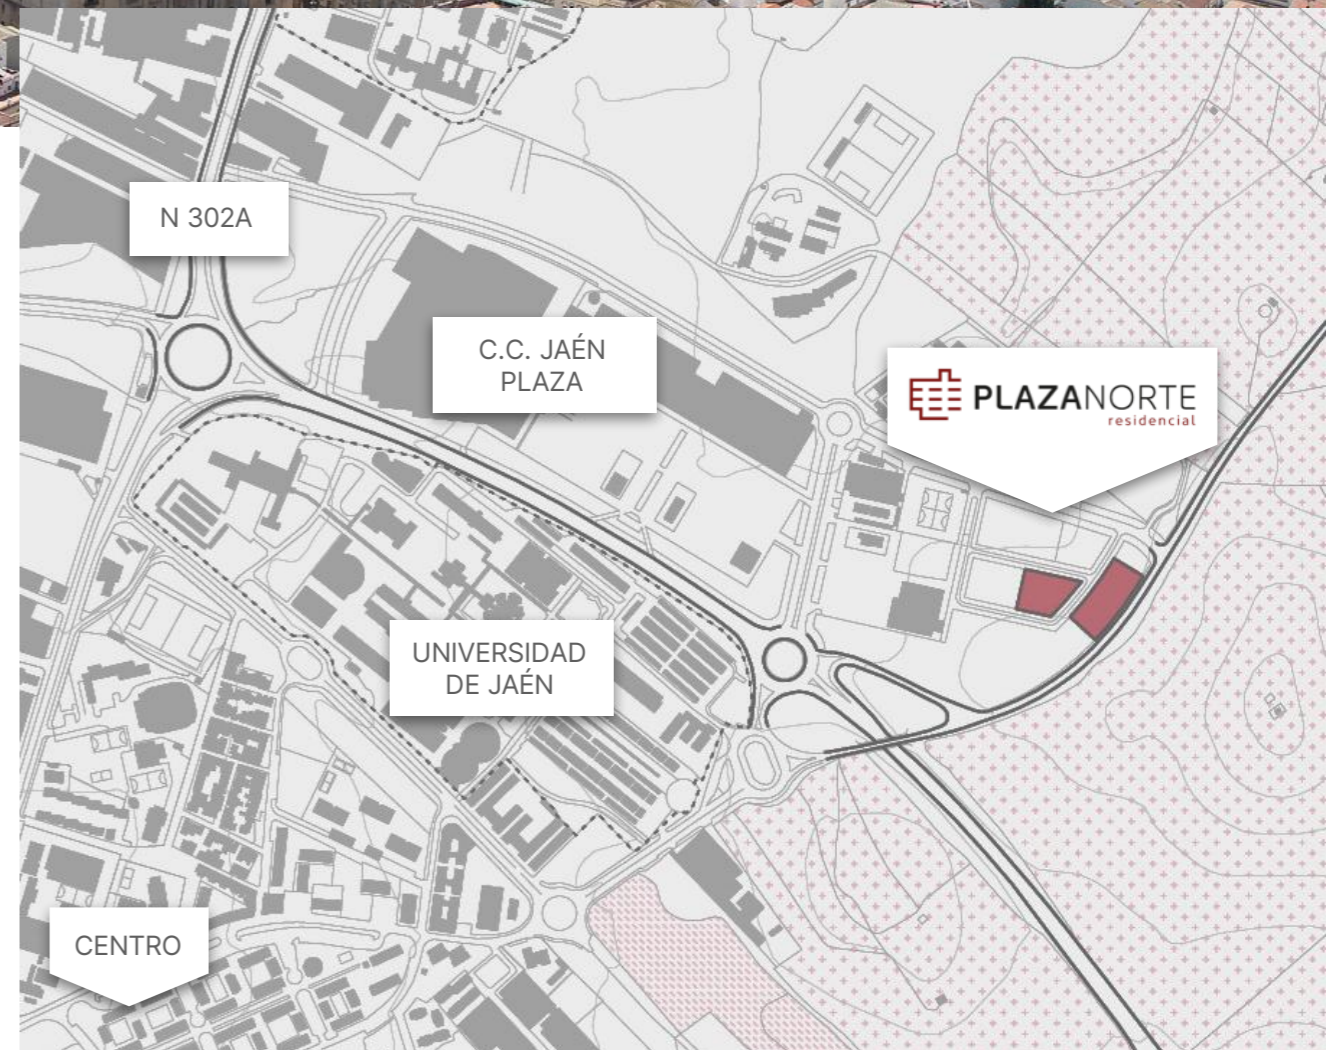 N 302A
C.C. JAÉN
PLAZA
PLAZANORTE
residencial
UNIVERSIDAD
DE JAÉN
CENTRO